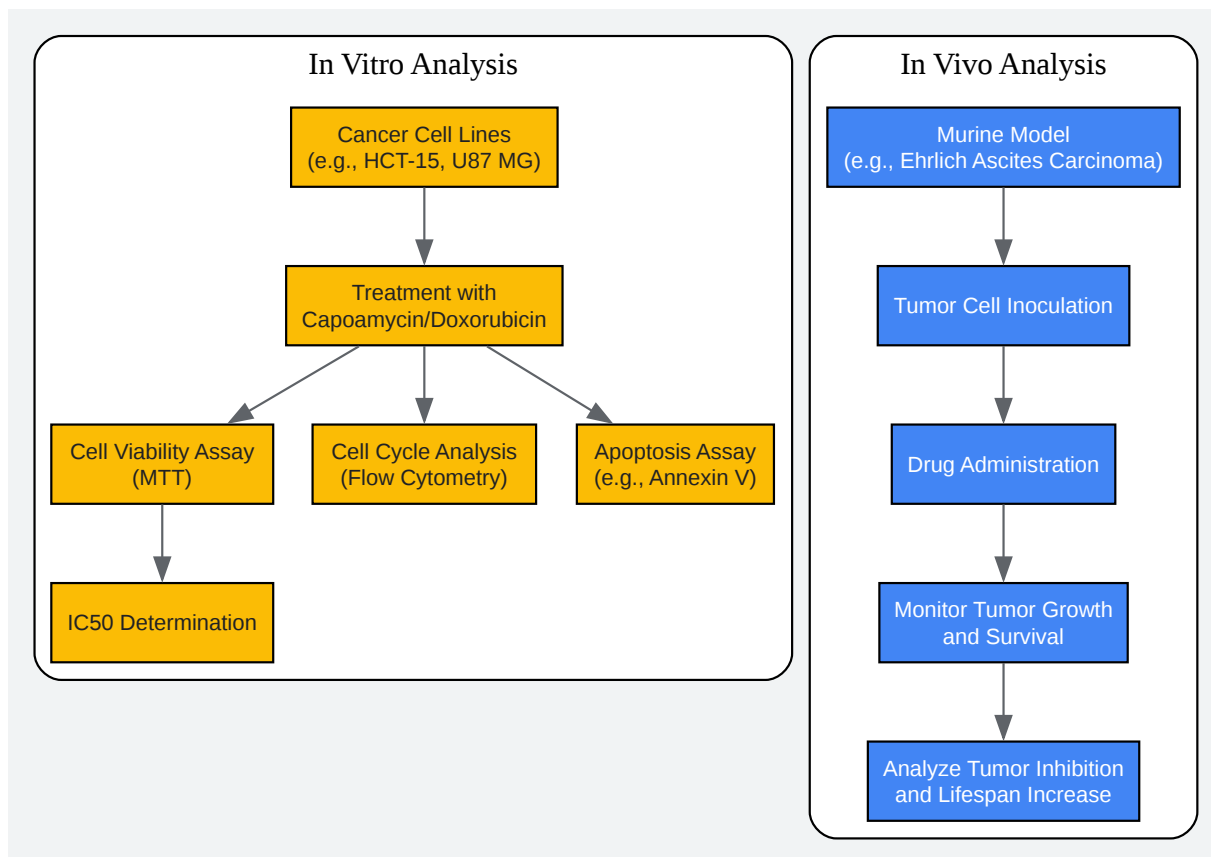 In Vitro Analysis
Cancer Cell Lines
(e.g., HCT-15, U87 MG)
Treatment with
Capoamycin/Doxorubicin
Cell Viability Assay
(MTT)
Cell Cycle Analysis
(Flow Cytometry)
Apoptosis Assay
(e.g., Annexin V)
IC50 Determination
In Vivo Analysis
Murine Model
(e.g., Ehrlich Ascites Carcinoma)
Tumor Cell Inoculation
Drug Administration
Monitor Tumor Growth
and Survival
Analyze Tumor Inhibition
and Lifespan Increase